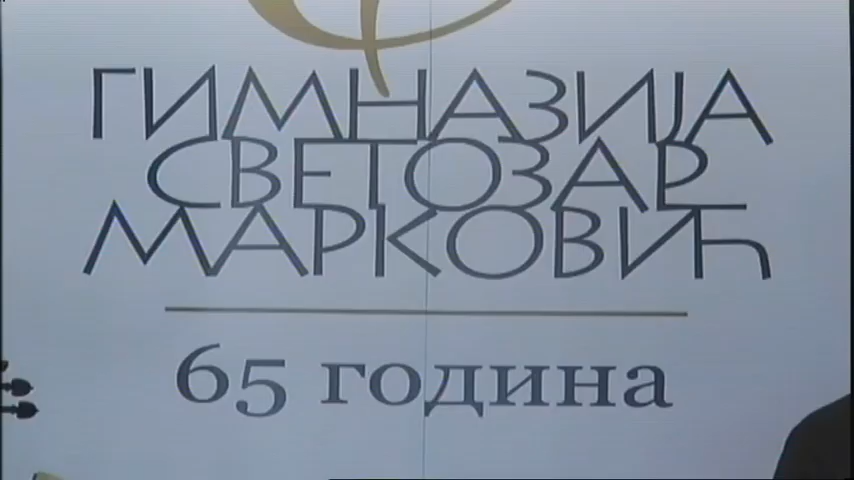 ГИМНАЗИЈА
СВЕТОЗАР
МАРКОВИЋ
65 година